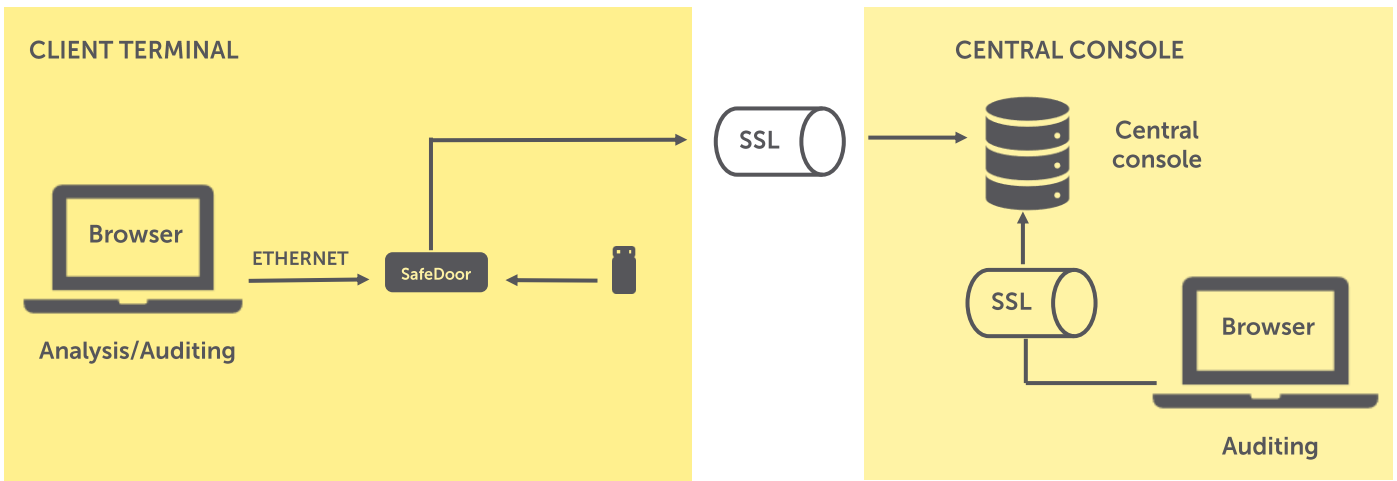 CLIENT TERMINAL
Browser
ETHERNET
SafeDoor
Analysis/Auditing
SSL
CENTRAL CONSOLE
Central
console
SSL
Browser
Auditing